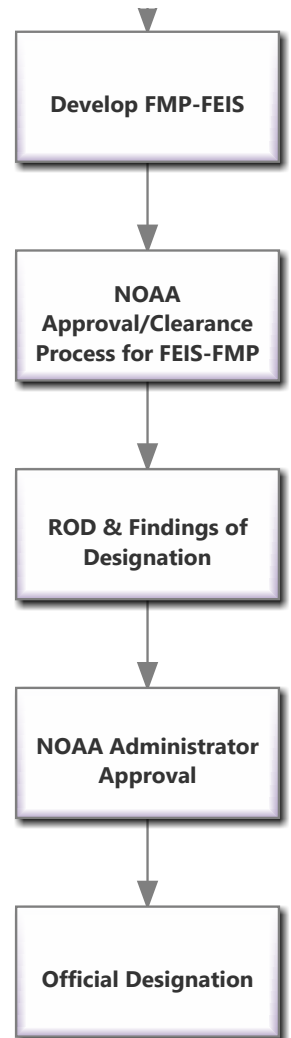 Develop FMP-FEIS
NOAA
Approval/Clearance
Process for FEIS-FMP
ROD & Findings of
Designation
NOAA Administrator
Approval
Official Designation